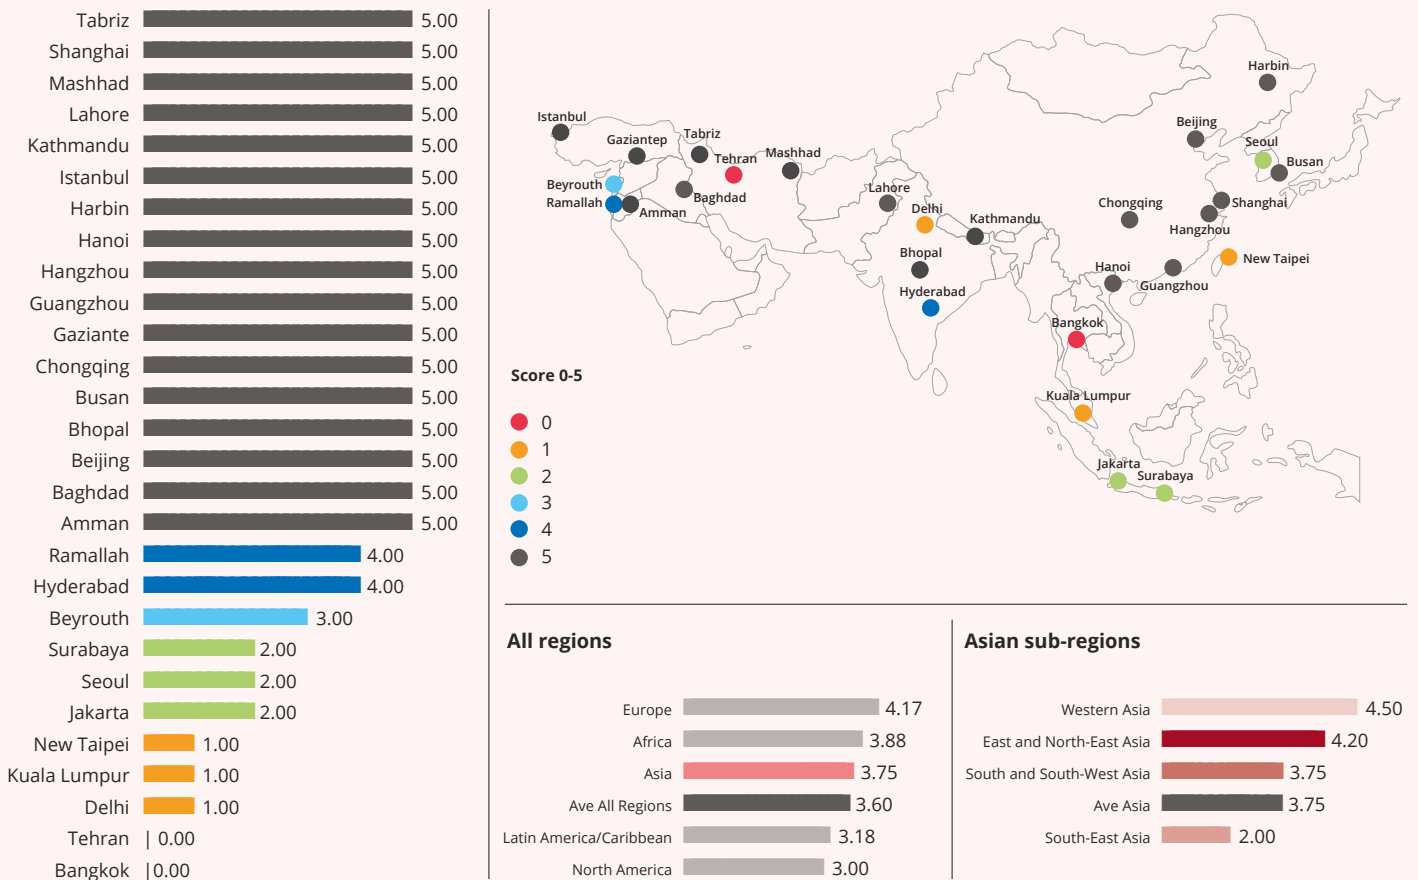 Tabriz 5.00
Shanghai 5.00
Mashhad 5.00
Lahore 5.00
Kathmandu 5.00
Istanbul 5.00
Harbin 5.00
Hanoi 5.00
Hangzhou 5.00
Guangzhou 5.00
Gaziante 5.00
Chongqing 5.00
Busan 5.00
Bhopal 5.00
Beijing 5.00
Baghdad 5.00
Amman 5.00
Ramallah 4.00
Hyderabad 4.00
Beyrouth 3.00
Surabaya 2.00
Seoul 2.00
Jakarta 2.00
New Taipei 1.00
Kuala Lumpur 1.00
Delhi 1.00
Tehran 0.00
Bangkok 0.00
Harbin
Istanbul
Beijing
Gaziantep
Tabriz
Seoul
Tehran
Mashhad
Busan
Beyrouth
Lahore
Baghdad
Ramallah
Amman
Delhi
Chongqing
Shanghai
Kathmandu
Hangzhou
Bhopal
New Taipei
Hanoi
Guangzhou
Hyderabad
Bangkok
Kuala Lumpur
Jakarta
Surabaya
Score 0-5
0
1
2
3
4
5
All regions
Europe 4.17
Africa 3.88
Asia 3.75
Ave All Regions 3.60
Latin America/Caribbean 3.18
North America 3.00
Asian sub-regions
Western Asia 4.50
East and North-East Asia 4.20
South and South-West Asia 3.75
Ave Asia 3.75
South-East Asia 2.00